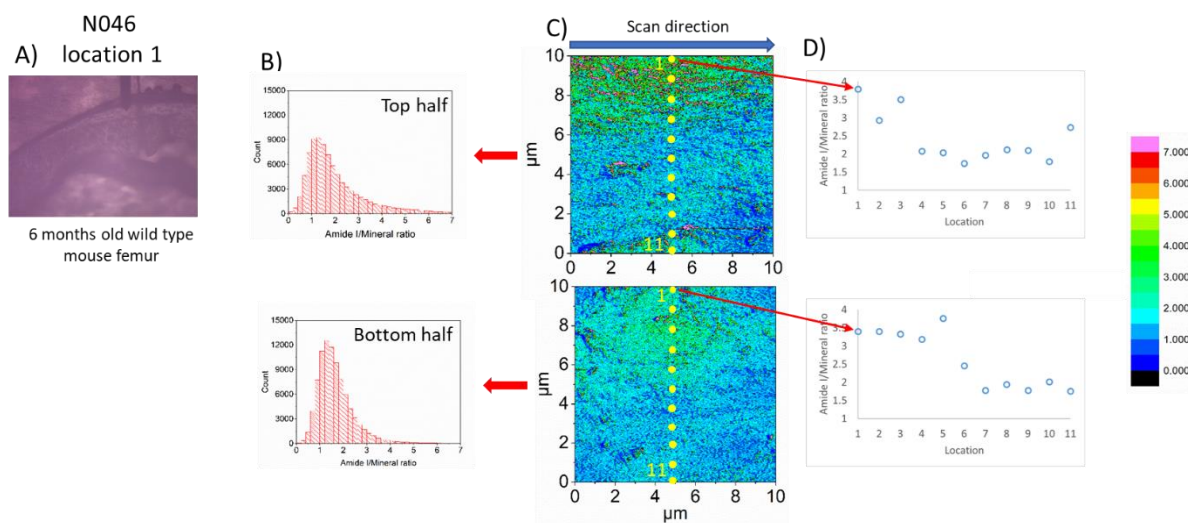 N046
location 1
A)
6 months old wild type
mouse femur
B)
Top half
15000
12000
9000
6000
3000
0
Count
0 1 2 3 4 5 6 7
Amide I/Mineral ratio
Bottom half
15000
12000
9000
6000
3000
0
Count
0 1 2 3 4 5 6 7
Amide I/Mineral ratio
C)
Scan direction
10
8
6
4
2
0
µm
1
11
0 2 4 6 8 10
10
8
6
4
2
0
µm
1
11
0 2 4 6 8 10
µm
D)
4
3.5
3
2.5
2
1.5
1
Amide I/Mineral ratio
1 2 3 4 5 6 7 8 9 10 11
Location
4
3.5
3
2.5
2
1.5
1
Amide I/Mineral ratio
1 2 3 4 5 6 7 8 9 10 11
Location
7.000
6.000
5.000
4.000
3.000
2.000
1.000
0.000